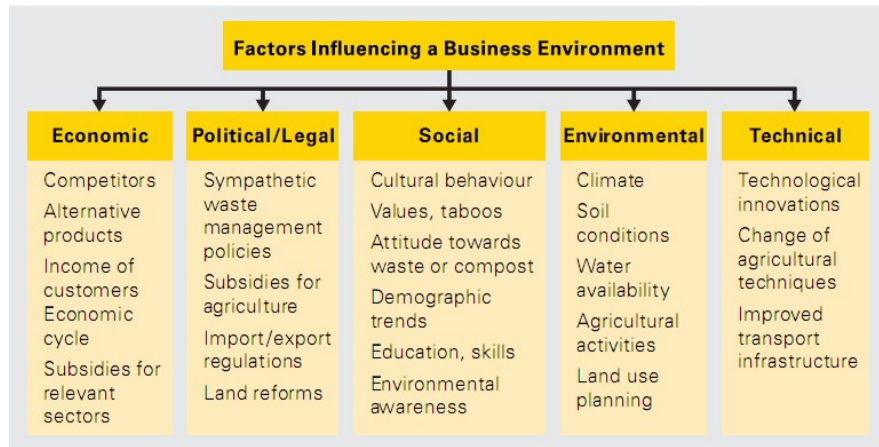 Factors Influencing a Business Environment
Economic
Competitors
Alternative
products
Income of
customers
Economic
cycle
Subsidies for
relevant
sectors
Political/Legal
Sympathetic
waste
management
policies
Subsidies for
agriculture
Import/export
regulations
Land reforms
Social
Cultural behaviour
Values, taboos
Attitude towards
waste or compost
Demographic
trends
Education, skills
Environmental
awareness
Environmental
Climate
Soil
conditions
Water
availability
Agricultural
activities
Land use
planning
Technical
Technological
innovations
Change of
agricultural
techniques
Improved
transport
infrastructure